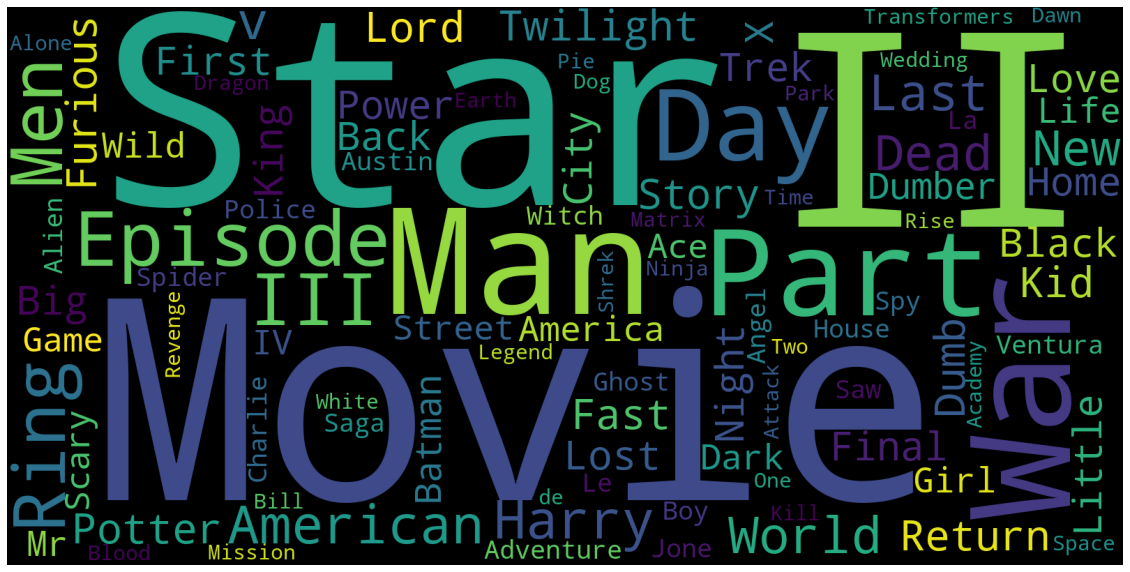 Star
II
Movie
Man
Part
War
Day
Episode
III
Ring
Men
Furious
Alone
First
V
Lord
Twilight
x
Transformers
Dawn
Dragon
Wild
King
Power
Earth
Back
Austin
Pie
Dog
City
Trek
Park
Wedding
Last
La
Dead
Love
Life
New
Home
Dumber
Story
Time
Police
Alien
Spider
Witch
Matrix
Ace
Ninja
Shrek
Rise
Black
Kid
Big
Game
Revenge
IV
Street
America
Legend
Angel
House
Spy
Two
Ventura
Academy
Dumb
Scary
Charlie
White
Saga
Batman
Ghost
Fast
Night
Attack
Saw
Final
Lost
Dark
One
Girl
Little
Le
de
Bill
Mr
Potter
Blood
American
Mission
Harry
Adventure
Boy
Jone
World
Kill
Return
Space